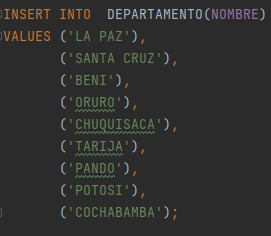 INSERT INTO  DEPARTAMENTO(NOMBRE)
VALUES ('LA PAZ'),
('SANTA CRUZ'),
('BENI'),
('ORURO'),
('CHUQUISACA'),
('TARIJA'),
('PANDO'),
('POTOSI'),
('COCHABAMBA');